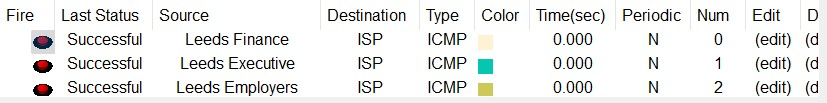 Fire Last Status Source Destination Type Color Time(sec) Periodic Num Edit D
Successful Leeds Finance ISP ICMP 0.000 N 0 (edit) (d
Successful Leeds Executive ISP ICMP 0.000 N 1 (edit) (d
Successful Leeds Employers ISP ICMP 0.000 N 2 (edit) (d